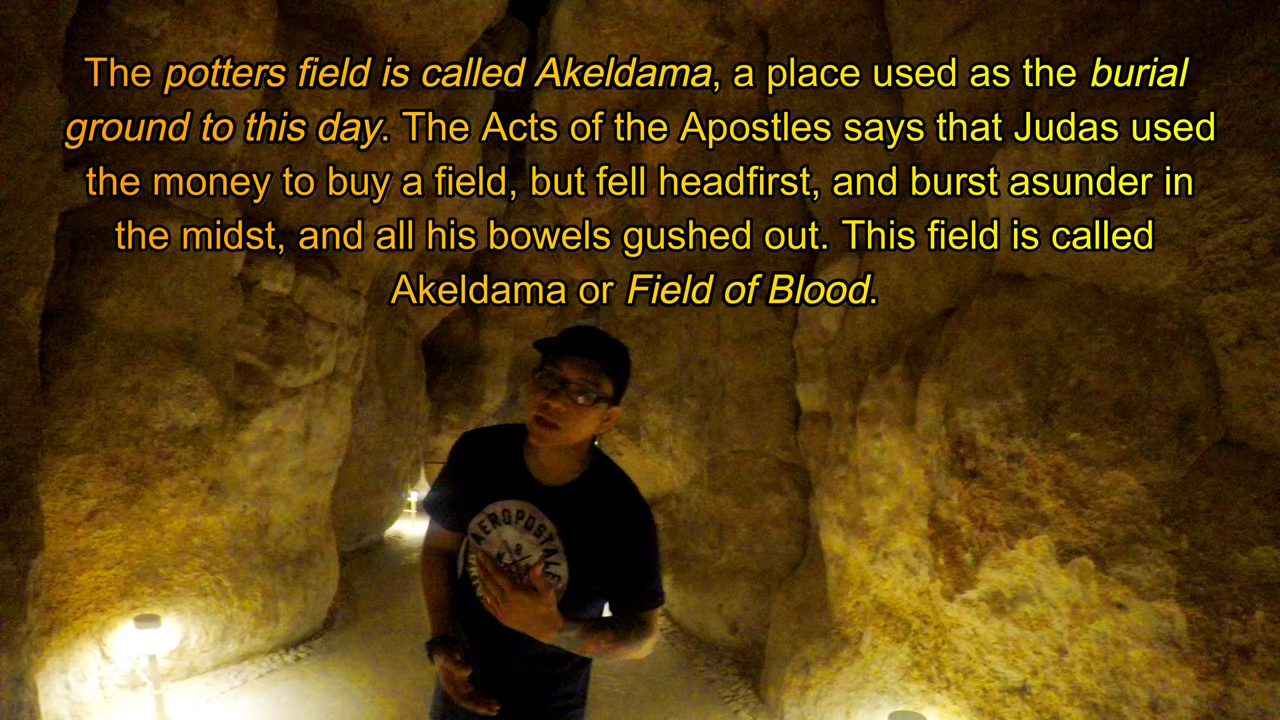 The potters field is called Akeldama, a place used as the burial
ground to this day. The Acts of the Apostles says that Judas used
the money to buy a field, but fell headfirst, and burst asunder in
the midst, and all his bowels gushed out. This field is called
Akeldama or Field of Blood.
AEROPOSTALE